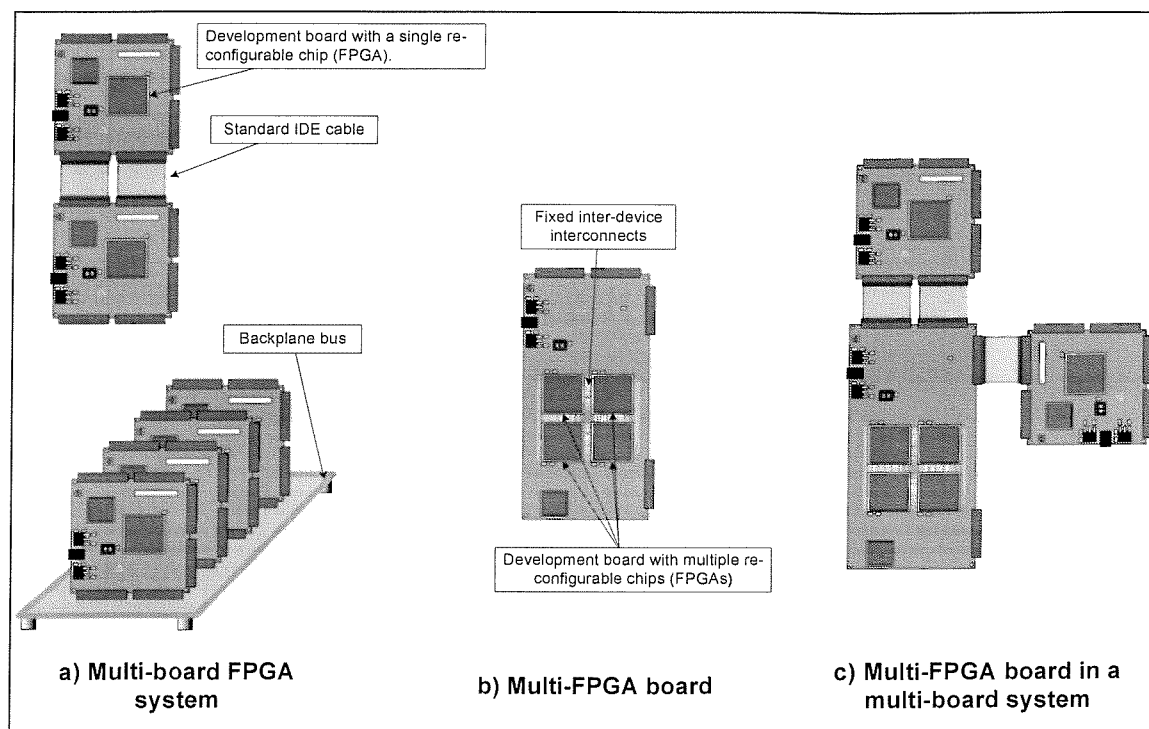 Development board with a single re-
configurable chip (FPGA).
Standard IDE cable
Backplane bus
a) Multi-board FPGA
system
Fixed inter-device
interconnects
Development board with multiple re-
configurable chips (FPGAs)
b) Multi-FPGA board
c) Multi-FPGA board in a
multi-board system